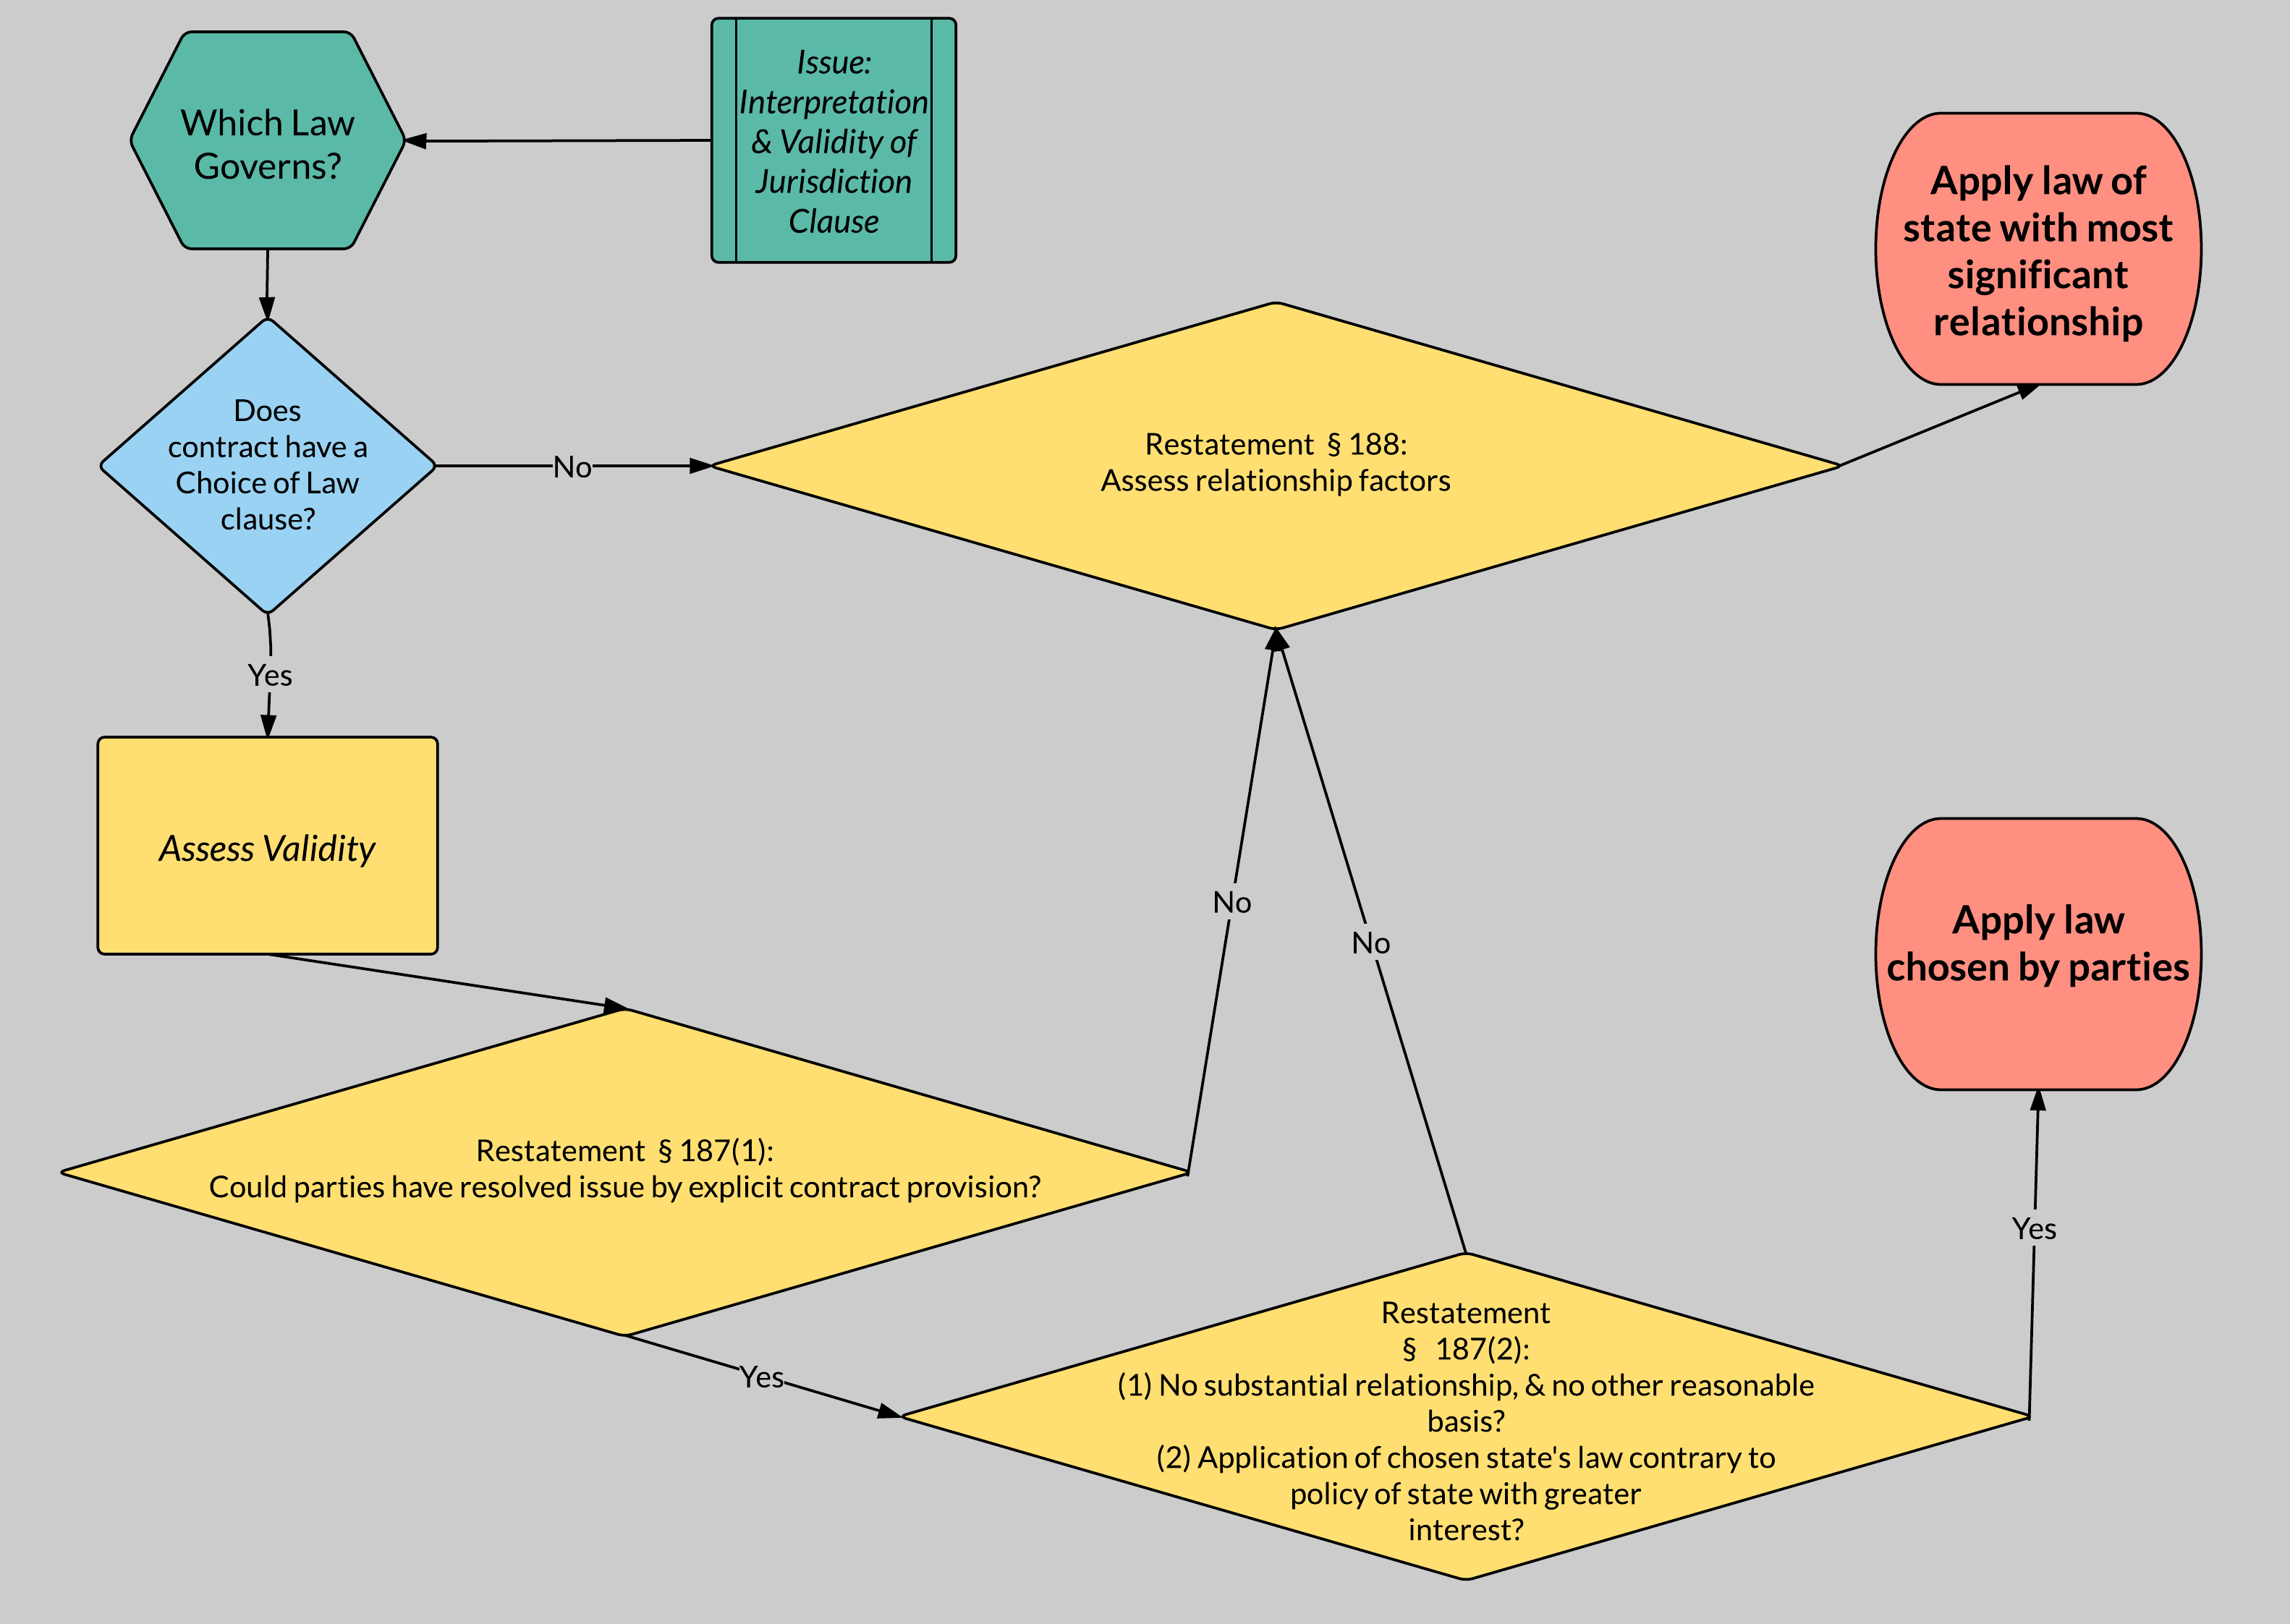 Which Law
Governs?
Issue:
Interpretation
& Validity of
Jurisdiction
Clause
Apply law of
state with most
significant
relationship
Does
contract have a
Choice of Law
clause?
No
Restatement § 188:
Assess relationship factors
Yes
Assess Validity
No
No
Apply law
chosen by parties
Restatement § 187(1):
Could parties have resolved issue by explicit contract provision?
Yes
Yes
Restatement
§ 187(2):
(1) No substantial relationship, & no other reasonable
basis?
(2) Application of chosen state's law contrary to
policy of state with greater
interest?